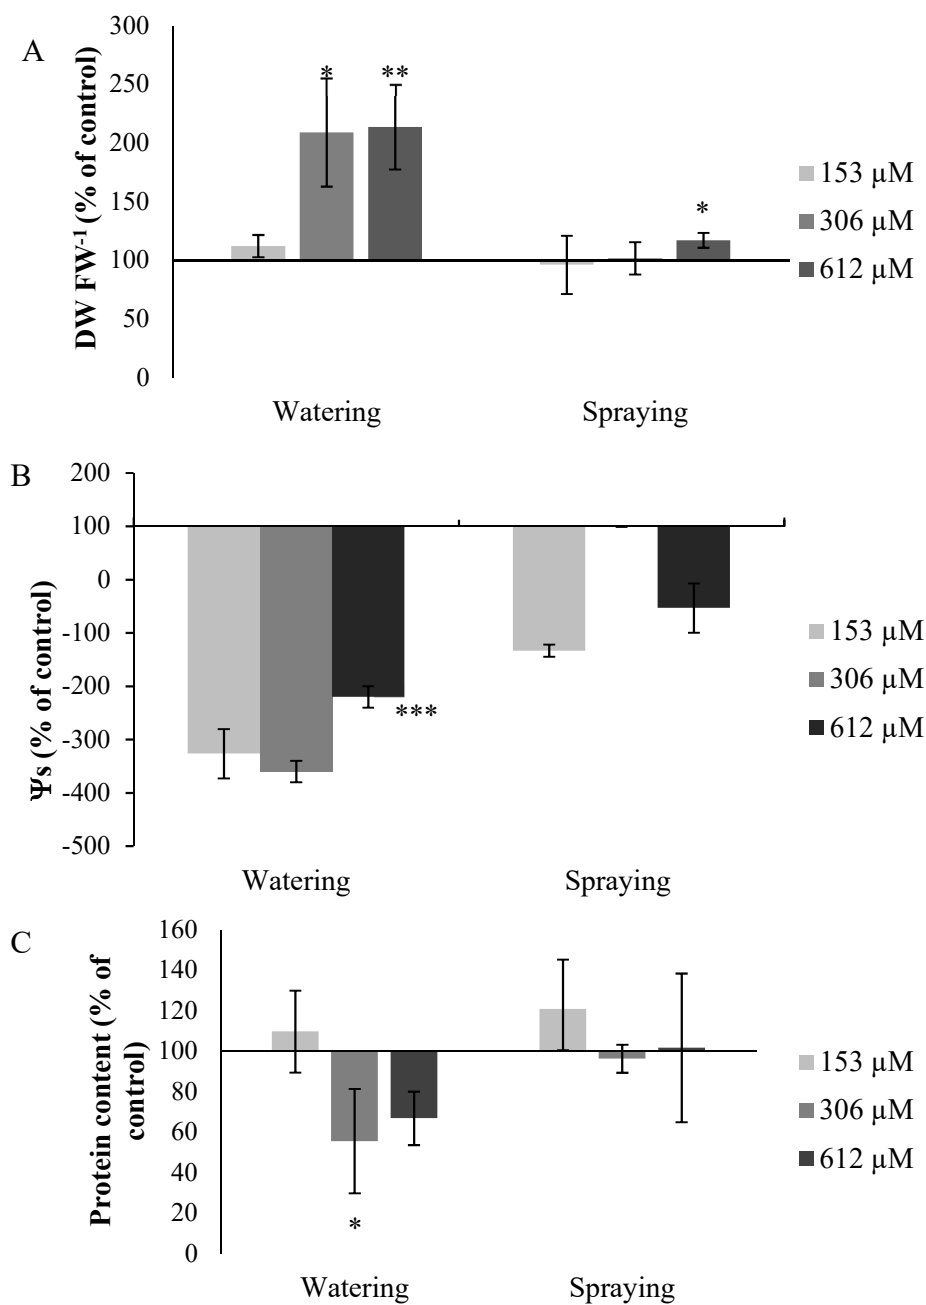 A
DW FW⁻¹ (% of control)
300
250
200
150
100
50
0
* ** *
Watering Spraying
153 µM
306 µM
612 µM
B
Ψs (% of control)
200
100
0
-100
-200
-300
-400
-500
***
Watering Spraying
153 µM
306 µM
612 µM
C
Protein content (% of
control)
160
140
120
100
80
60
40
20
0
*
Watering Spraying
153 µM
306 µM
612 µM